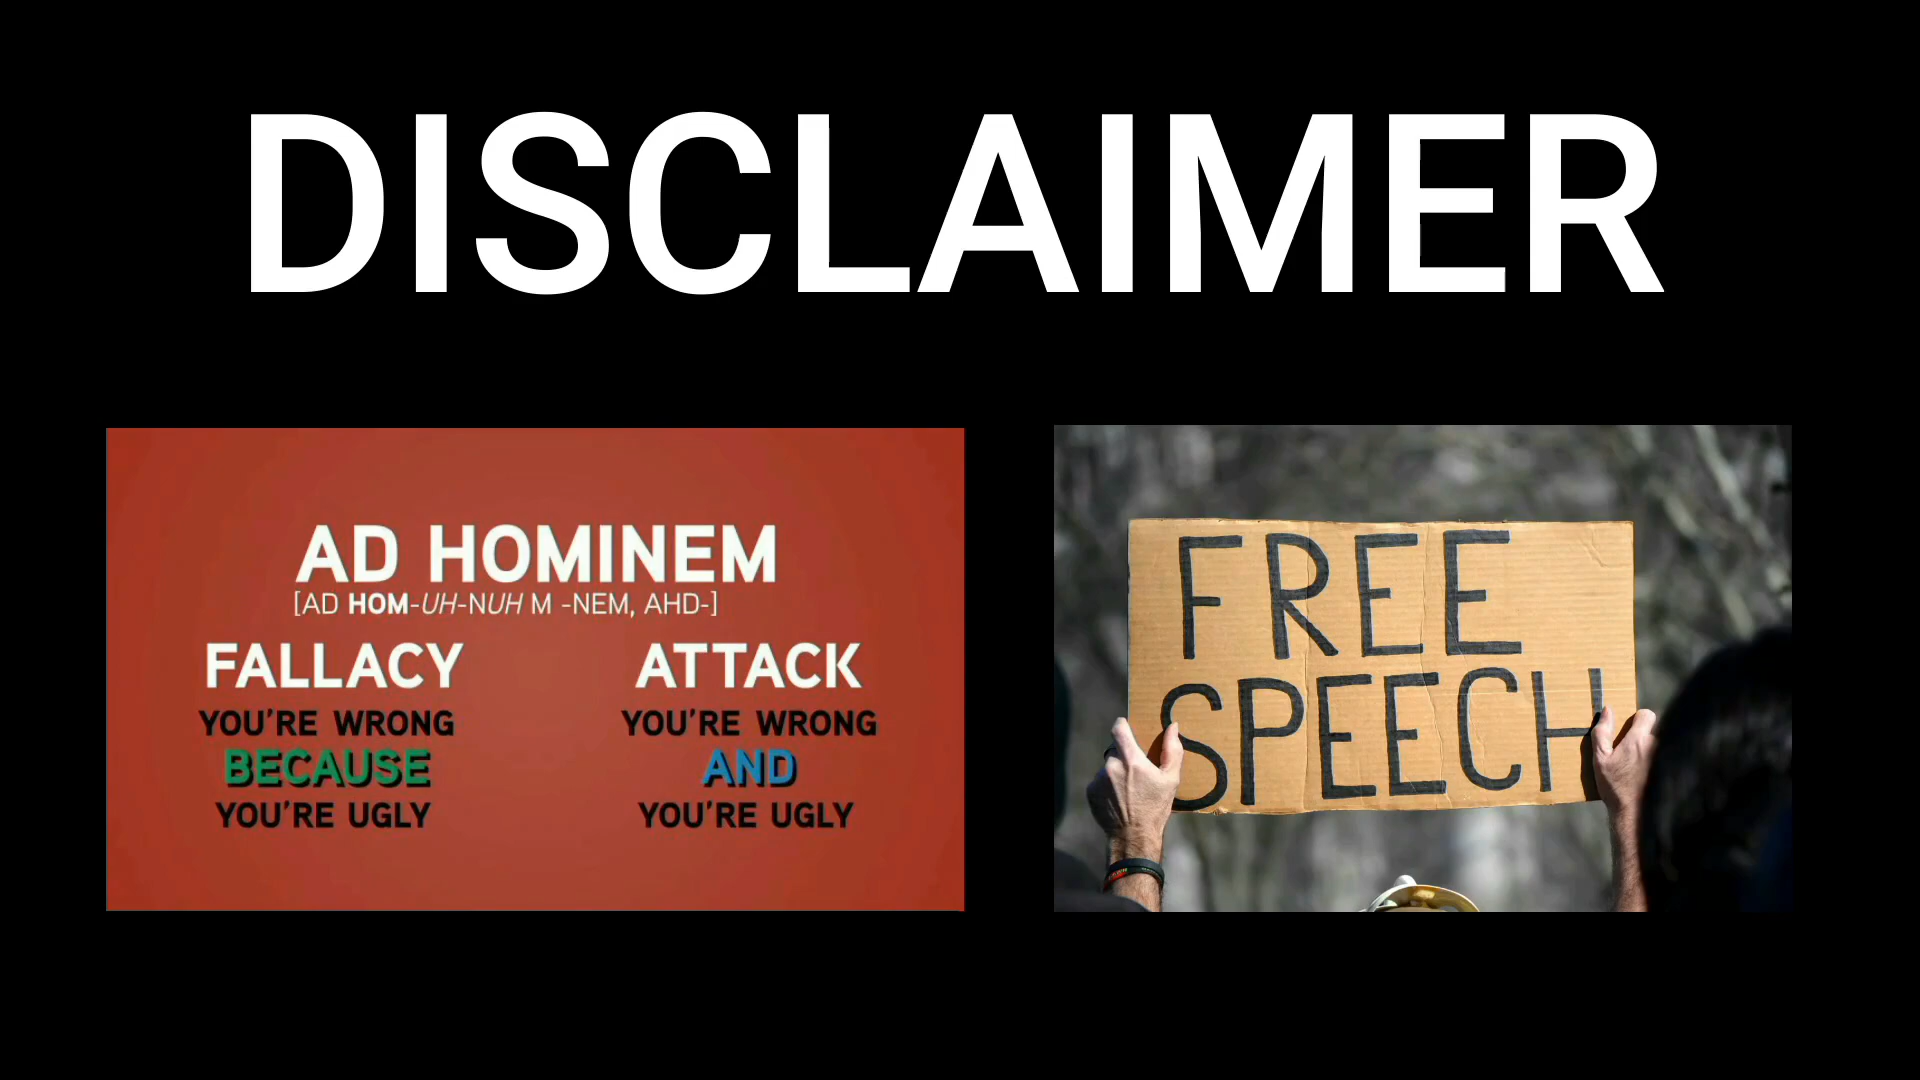 DISCLAIMER
AD HOMINEM
[AD HOM-UH-NUH M -NEM, AHD-]
FALLACY
YOU'RE WRONG
BECAUSE
YOU'RE UGLY
ATTACK
YOU'RE WRONG
AND
YOU'RE UGLY
FREE
SPEECH